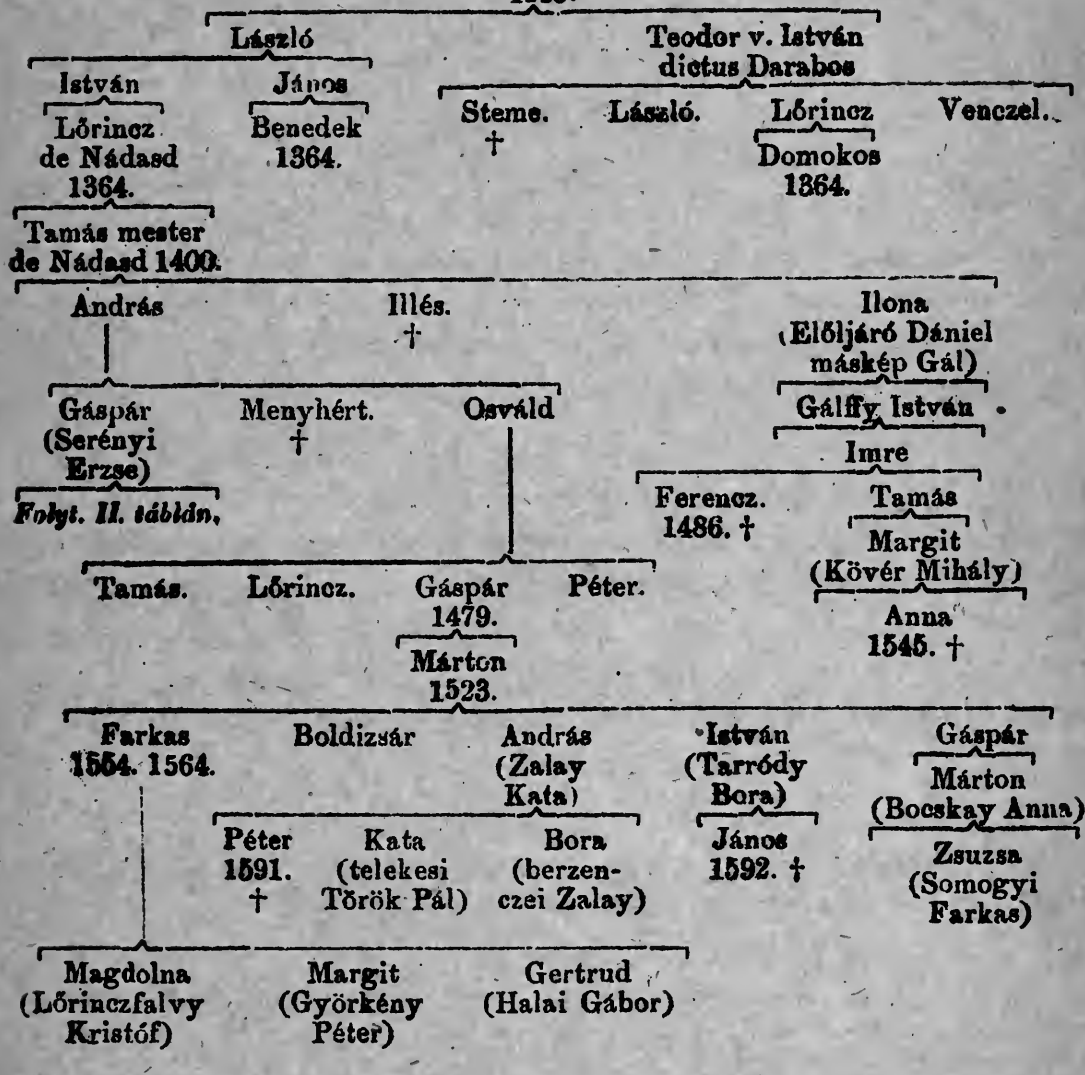 László
Teodor v. István
dictus Darabos
István
János
Lőrincz
de Nádasd
1364.
Benedek
1364.
Steme.
†
László.
Lőrincz
Venczel.
Domokos
1364.
Tamás mester
de Nádasd 1400.
András
Illés.
†
Ilona
(Előljáró Dániel
máskép Gál)
Gálffy István
Imre
Gáspár
(Serényi
Erzse)
Menyhért.
†
Osváld
Folyt. II. táblán.
Ferencz.
1486. †
Tamás
Margit
(Kövér Mihály)
Anna
1545. †
Tamás.
Lőrincz.
Gáspár
1479.
Péter.
Márton
1523.
Farkas
1554. 1564.
Boldizsár
András
(Zalay
Kata)
István
(Tarródy
Bora)
Gáspár
Márton
(Bocskay Anna)
Péter
1591.
†
Kata
(telekesi
Török Pál)
Bora
(berzen-
czei Zalay)
János
1592. †
Zsuzsa
(Somogyi
Farkas)
Magdolna
(Lőrinczfalvy
Kristóf)
Margit
(Györkény
Péter)
Gertrud
(Halai Gábor)